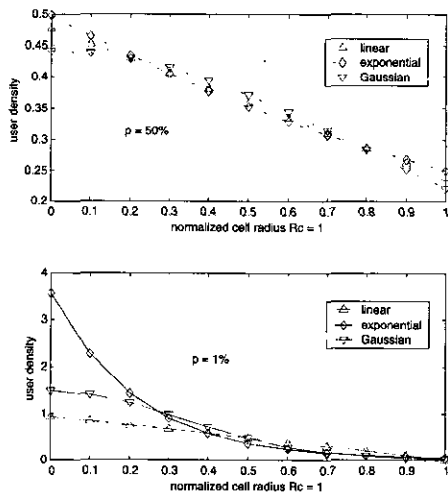 0.5
0.45
0.4
0.35
0.3
0.25
0.2
user density
linear
exponential
Gaussian
p = 50%
0 0.1 0.2 0.3 0.4 0.5 0.6 0.7 0.8 0.9 1
normalized cell radius Rc = 1
4
3
2
1
0
user density
linear
exponential
Gaussian
p = 1%
0 0.1 0.2 0.3 0.4 0.5 0.6 0.7 0.8 0.9 1
normalized cell radius Rc = 1